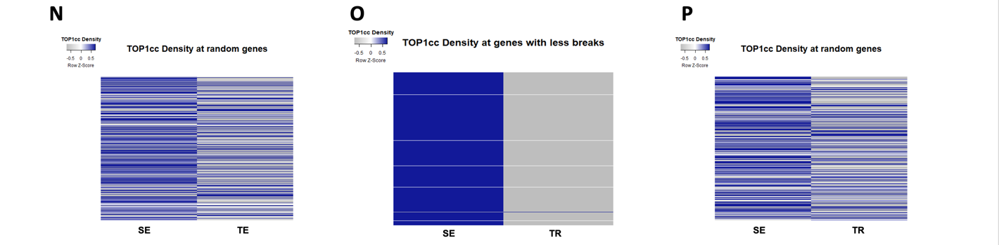 N
TOP1cc Density
-0.5 0 0.5
Row Z-Score
TOP1cc Density at random genes
SE TE
O
TOP1cc Density
-0.5 0 0.5
Row Z-Score
TOP1cc Density at genes with less breaks
SE TR
P
TOP1cc Density
-0.5 0 0.5
Row Z-Score
TOP1cc Density at random genes
SE TR